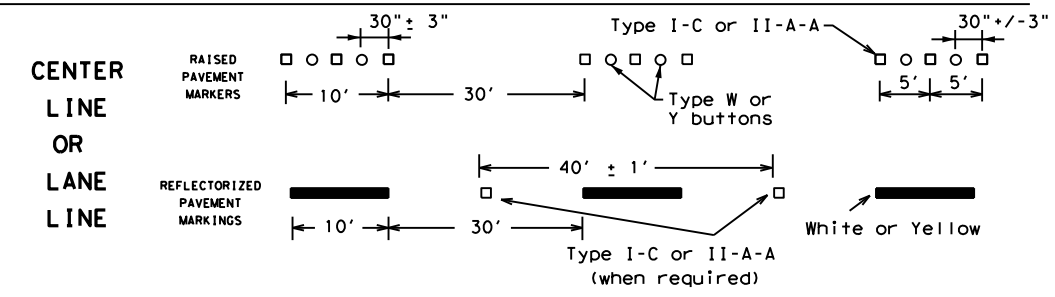 CENTER
LINE
OR
LANE
LINE
RAISED
PAVEMENT
MARKERS
30"± 3"
10'
30'
Type I-C or II-A-A
Type W or
Y buttons
30"+/-3"
5'
5'
REFLECTORIZED
PAVEMENT
MARKINGS
10'
30'
40' ± 1'
Type I-C or II-A-A
(when required)
White or Yellow